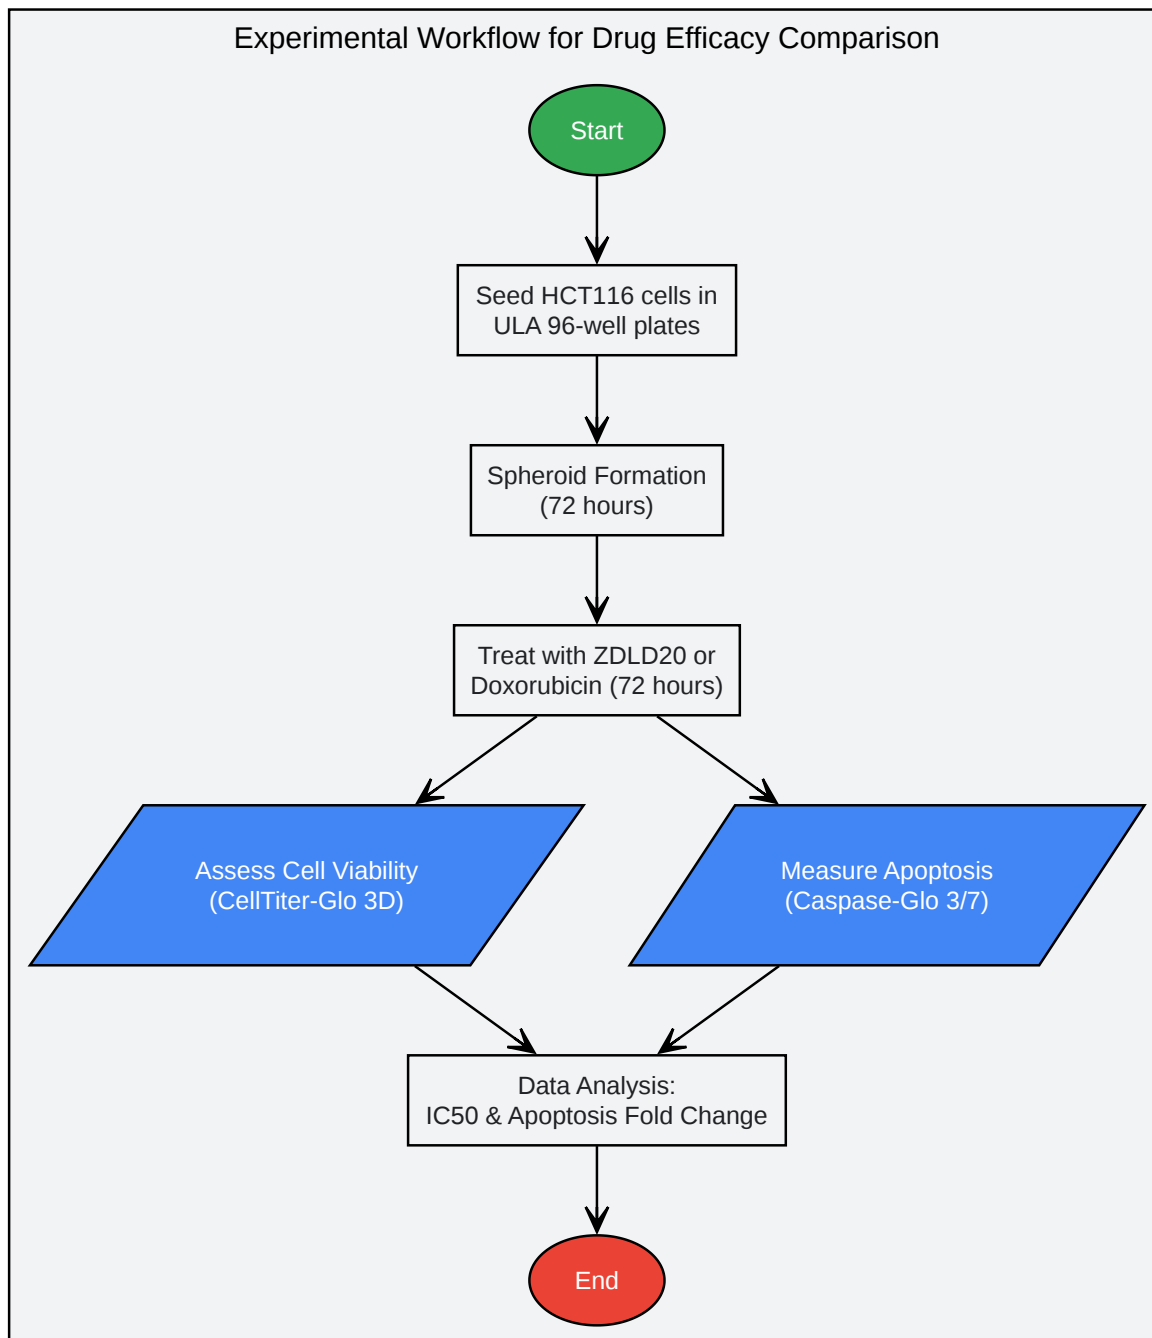 Experimental Workflow for Drug Efficacy Comparison
Start
Seed HCT116 cells in
ULA 96-well plates
Spheroid Formation
(72 hours)
Treat with ZDLD20 or
Doxorubicin (72 hours)
Assess Cell Viability
(CellTiter-Glo 3D)
Measure Apoptosis
(Caspase-Glo 3/7)
Data Analysis:
IC50 & Apoptosis Fold Change
End